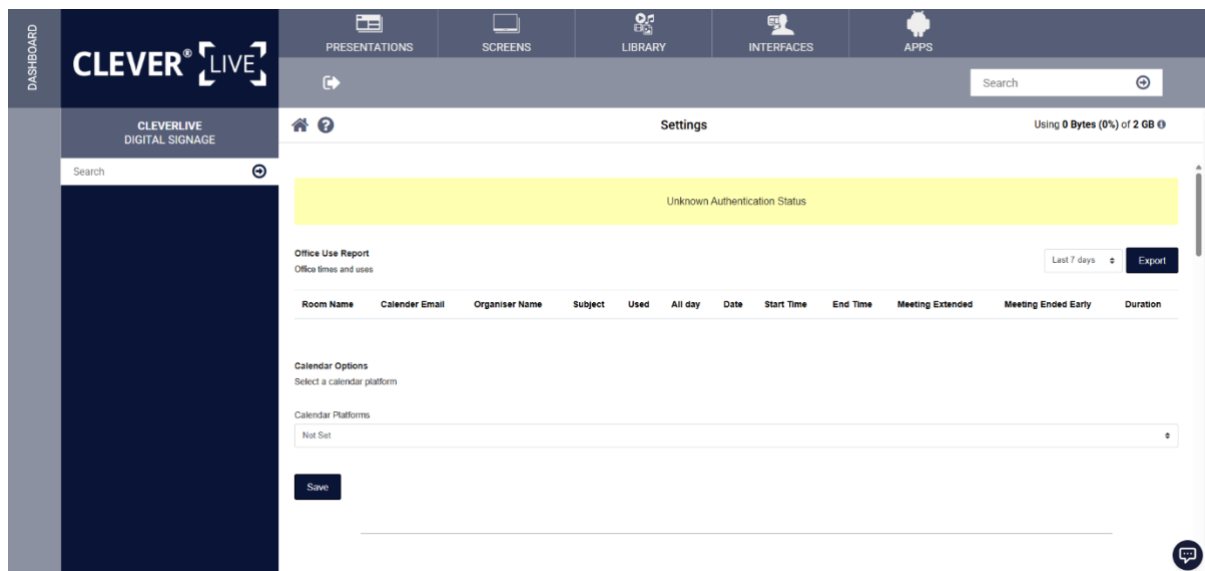 DASHBOARD
CLEVER® LIVE
PRESENTATIONS
SCREENS
LIBRARY
INTERFACES
APPS
Search
CLEVERLIVE
DIGITAL SIGNAGE
Search
Settings
Using 0 Bytes (0%) of 2 GB
Unknown Authentication Status
Office Use Report
Office times and uses
Last 7 days
Export
Room Name Calender Email Organiser Name Subject Used All day Date Start Time End Time Meeting Extended Meeting Ended Early Duration
Calendar Options
Select a calendar platform
Calendar Platforms
Not Set
Save